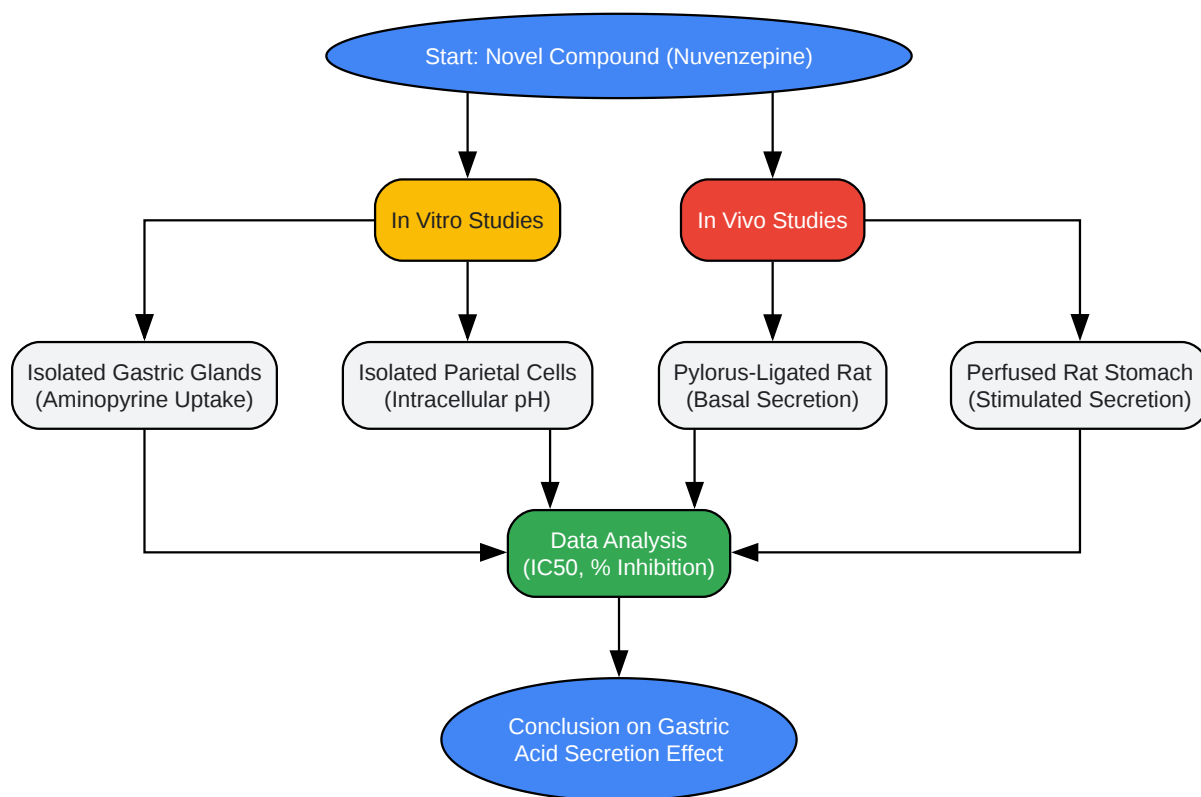 Start: Novel Compound (Nuvenzepine)
In Vitro Studies
In Vivo Studies
Isolated Gastric Glands
(Aminopyrine Uptake)
Isolated Parietal Cells
(Intracellular pH)
Pylorus-Ligated Rat
(Basal Secretion)
Perfused Rat Stomach
(Stimulated Secretion)
Data Analysis
(IC50, % Inhibition)
Conclusion on Gastric
Acid Secretion Effect